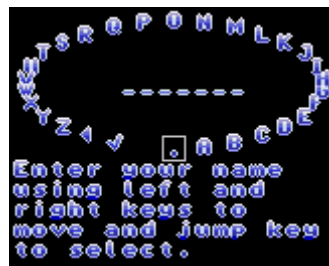 T S R Q P O N M L K J
U I
V H
W G
X F
Y E
Z D
. A B C
-------
Enter your name
using left and
right keys to
move and jump key
to select.